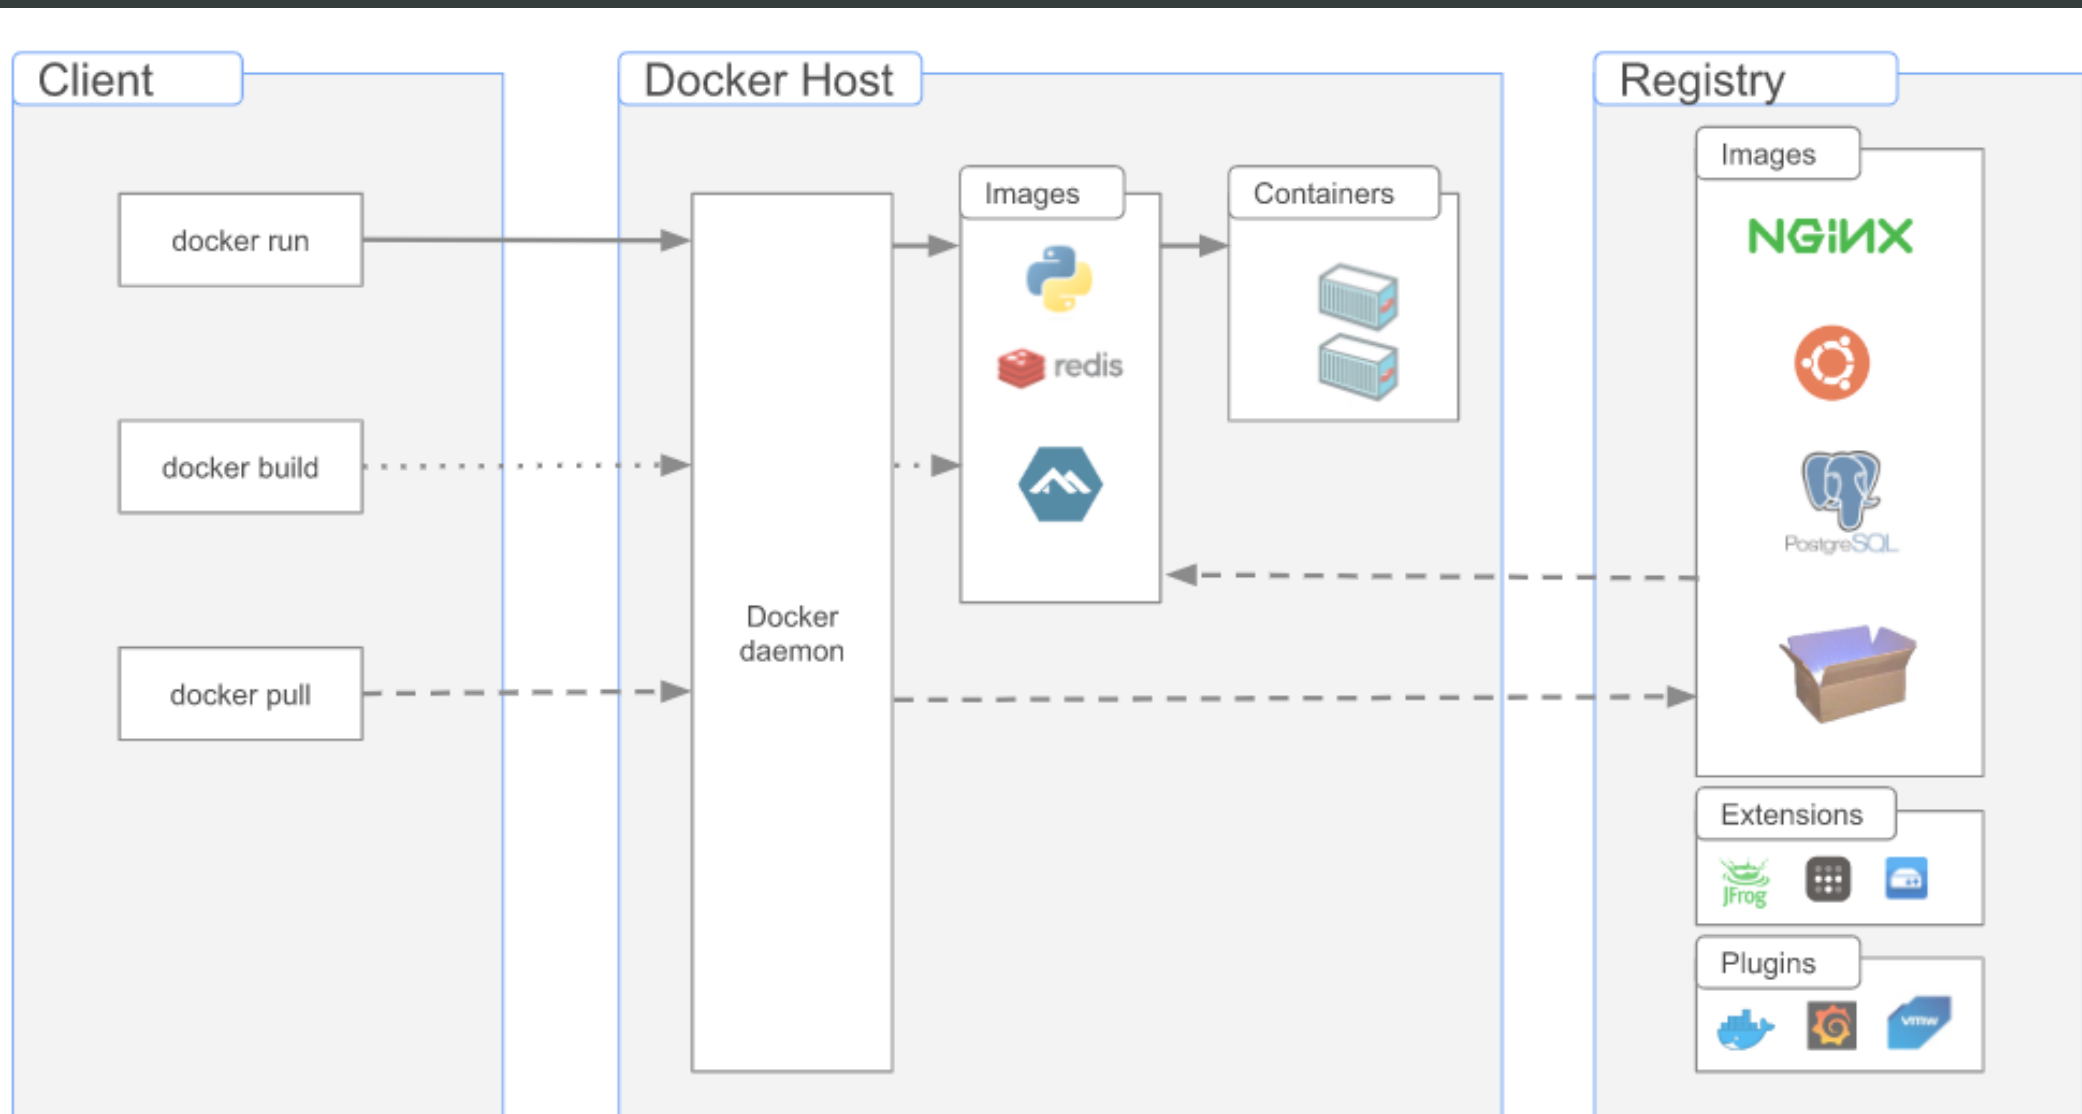 Client
Docker Host
Registry
docker run
docker build
docker pull
Docker
daemon
Images
redis
Containers
Images
NGINX
PostgreSQL
Extensions
JFrog
Plugins
vmw